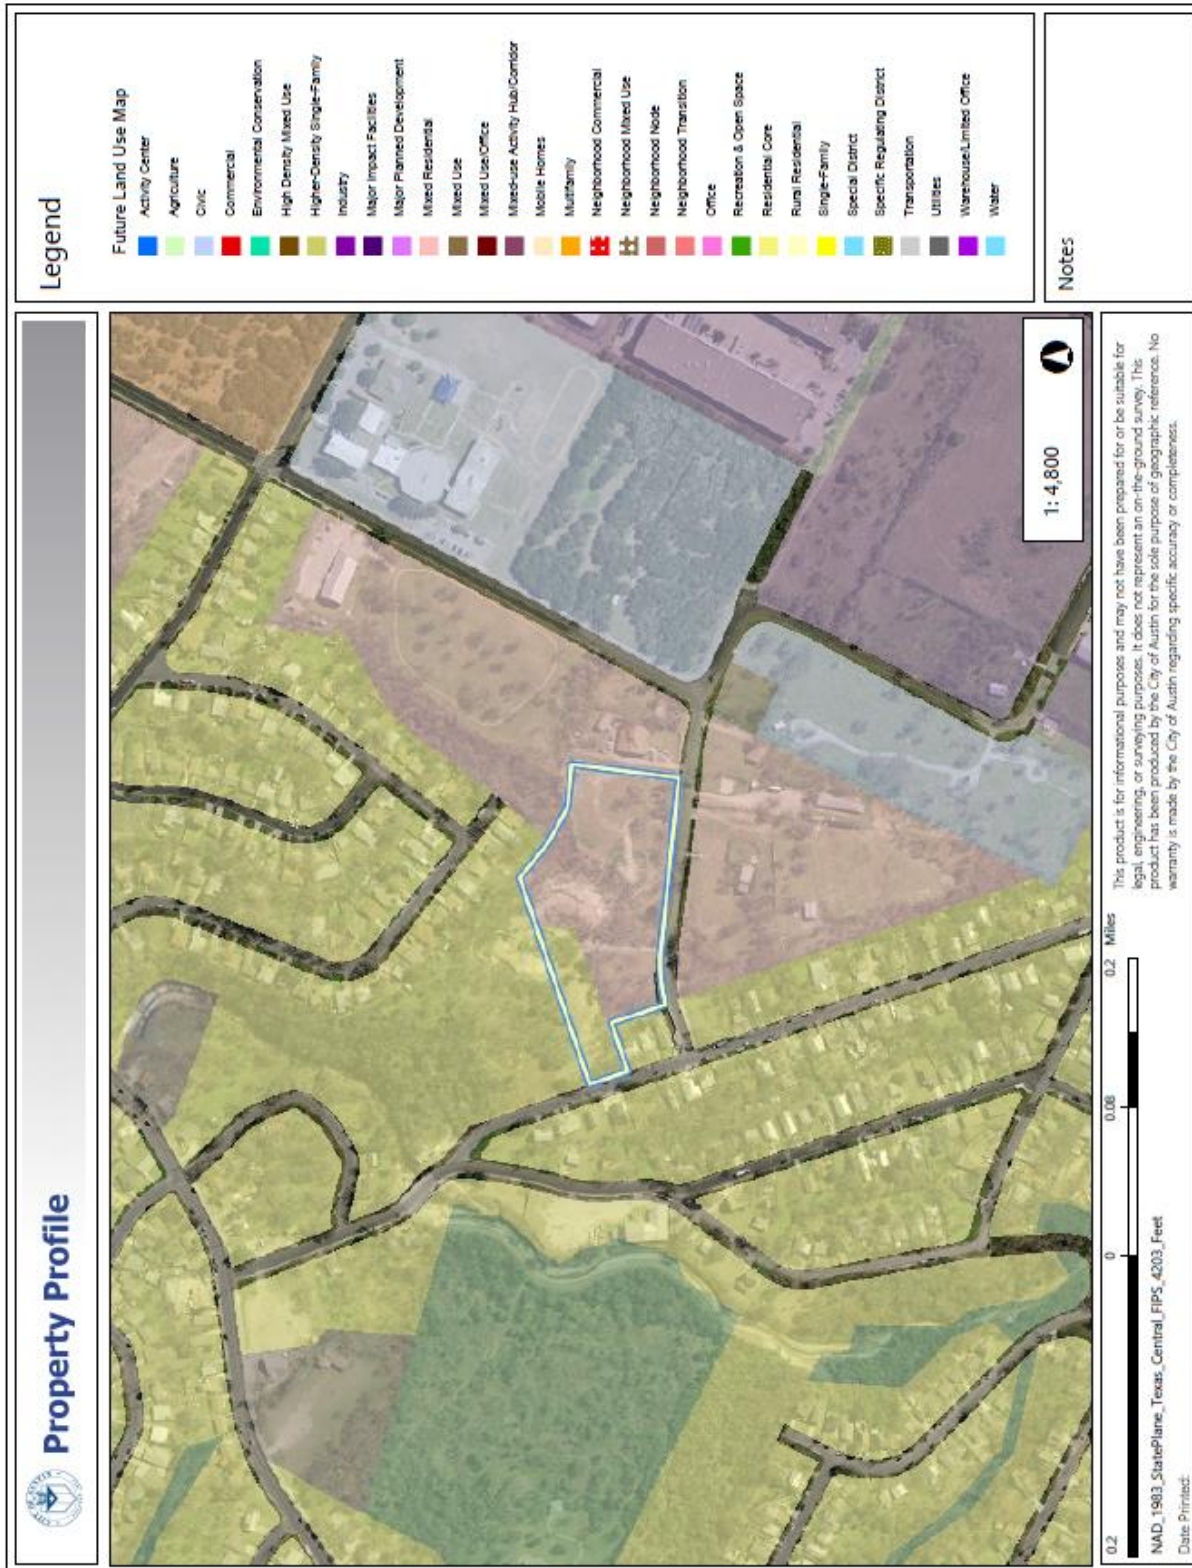 Property Profile
Legend
Future Land Use Map
Activity Center
Agriculture
Civic
Commercial
Environmental Conservation
High Density Mixed Use
Higher-Density Single-Family
Industry
Major Impact Facilities
Major Planned Development
Mixed Residential
Mixed Use
Mixed Use/Office
Mixed-use Activity Hub/Corridor
Mobile Homes
Multifamily
Neighborhood Commercial
Neighborhood Mixed Use
Neighborhood Node
Neighborhood Transition
Office
Recreation & Open Space
Residential Core
Rural Residential
Single-Family
Special District
Specific Regulating District
Transportation
Utilities
Warehouse/Limited Office
Water
Notes
1: 4,800
0.2
0
0.08
0.2 Miles
NAD_1983_StatePlane_Texas_Central_FIPS_4203_Feet
Date Printed:
This product is for informational purposes and may not have been prepared for or be suitable for
legal, engineering, or surveying purposes. It does not represent an on-the-ground survey. This
product has been produced by the City of Austin for the sole purpose of geographic reference. No
warranty is made by the City of Austin regarding specific accuracy or completeness.